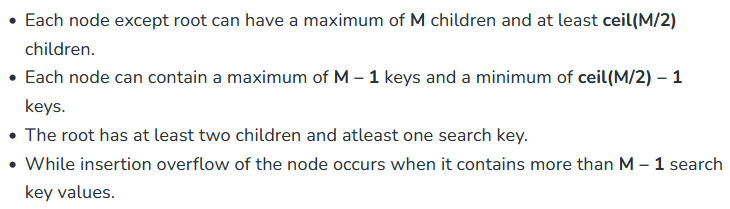 • Each node except root can have a maximum of M children and at least ceil(M/2)
children.
• Each node can contain a maximum of M – 1 keys and a minimum of ceil(M/2) – 1
keys.
• The root has at least two children and atleast one search key.
• While insertion overflow of the node occurs when it contains more than M – 1 search
key values.